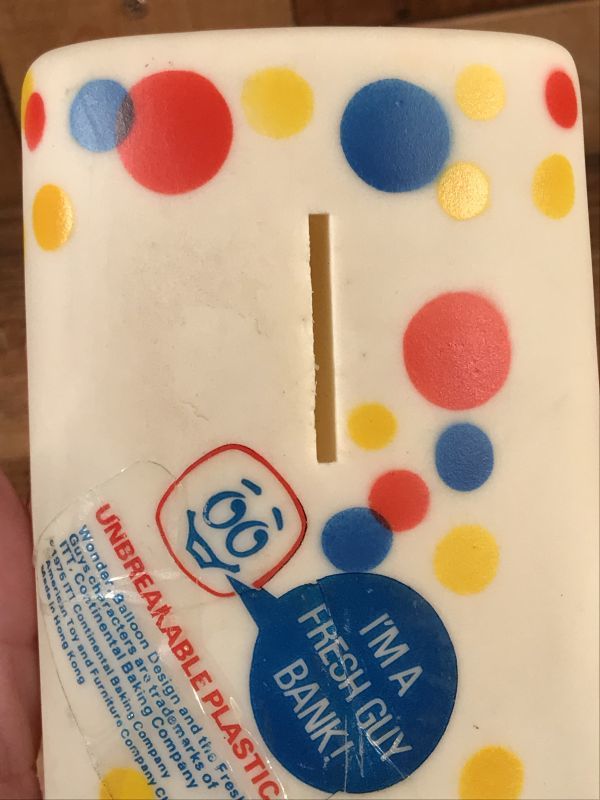 I'M A
FRESH GUY
BANK!
UNBREAKABLE PLASTIC
Wonder Balloon Design and the Fresh
Guys characters are trademarks of
ITT, Continental Baking Company
© 1975 ITT Continental Baking Company
American Toy and Furniture Company
Made in Hong Kong